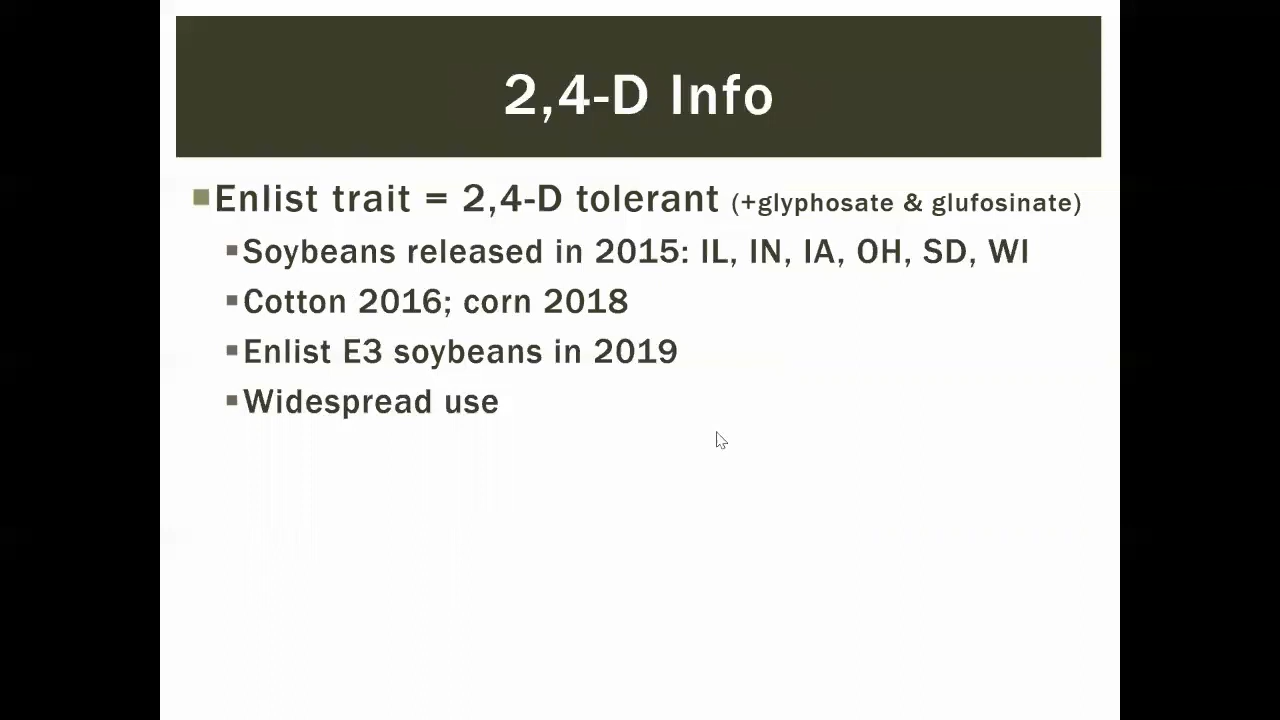 2,4-D Info
Enlist trait = 2,4-D tolerant (+glyphosate & glufosinate)
Soybeans released in 2015: IL, IN, IA, OH, SD, WI
Cotton 2016; corn 2018
Enlist E3 soybeans in 2019
Widespread use